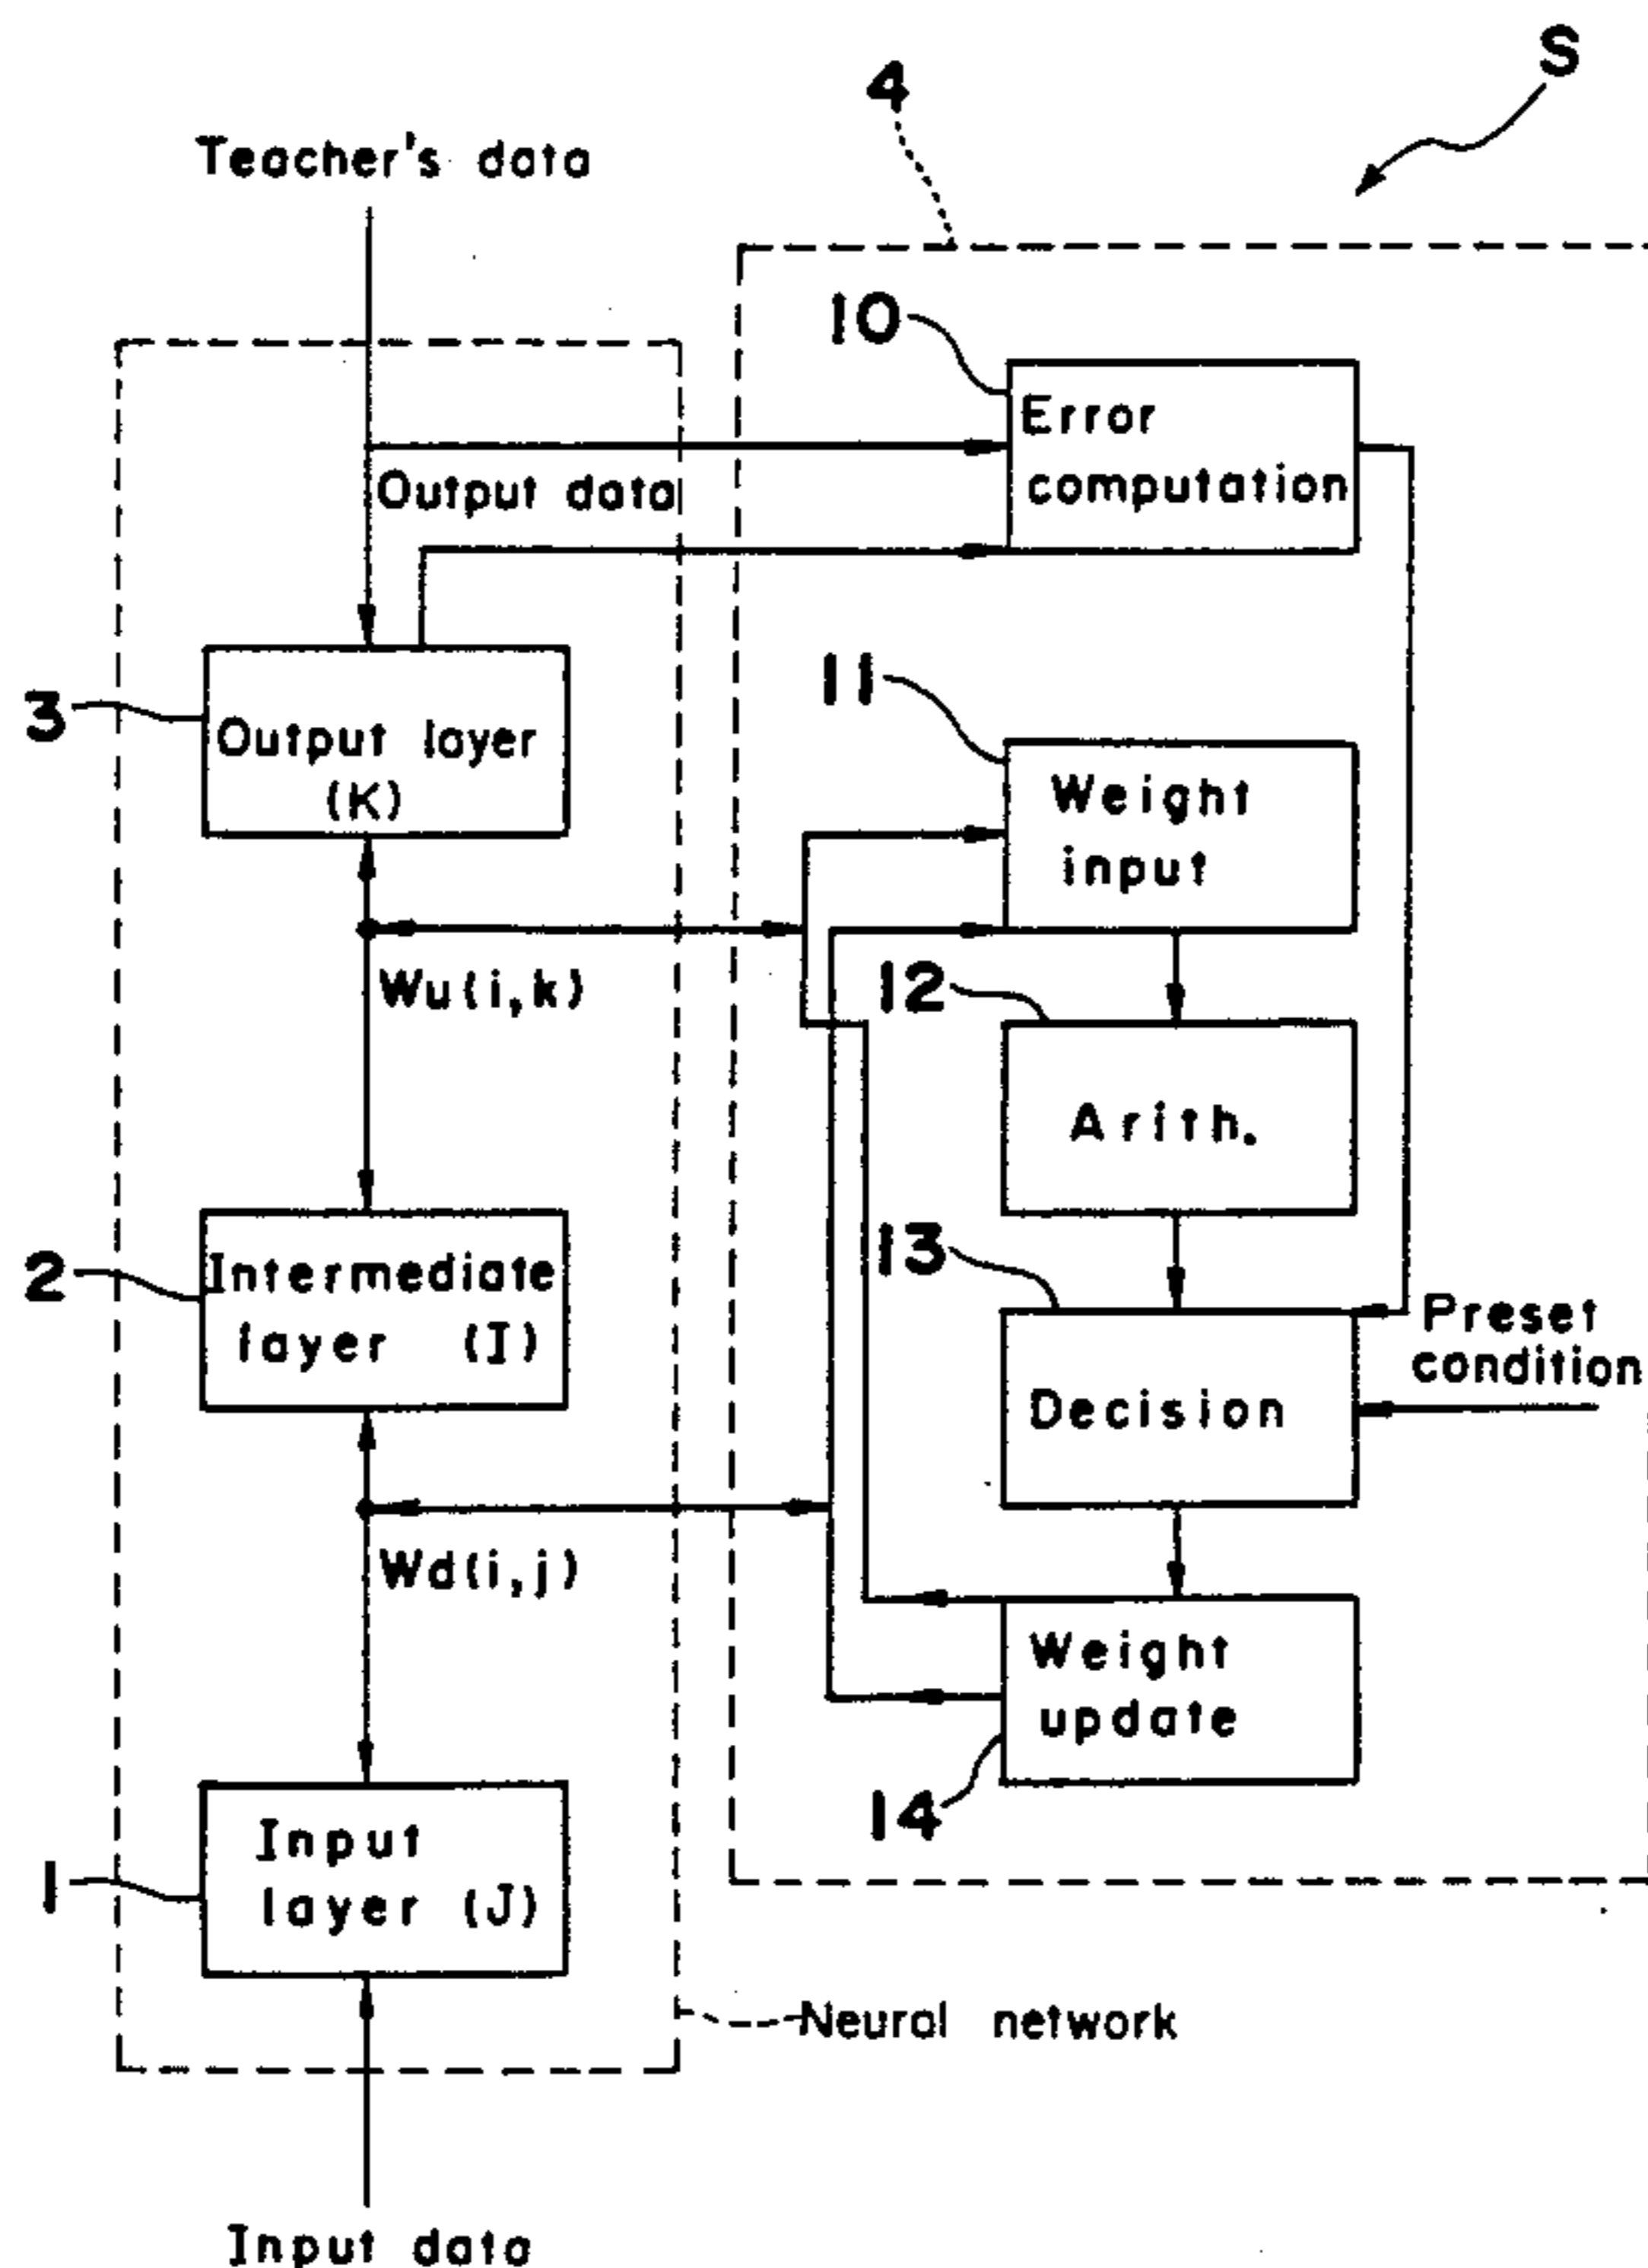 S
4
Teacher's data
10
Error
computation
Output data
11
3
Output layer
(K)
Weight
input
Wu(i,k)
12
Arith.
13
2
Intermediate
layer (I)
Preset
condition
Decision
Wd(i,j)
Weight
update
14
1
Input
layer (J)
Neural network
Input data